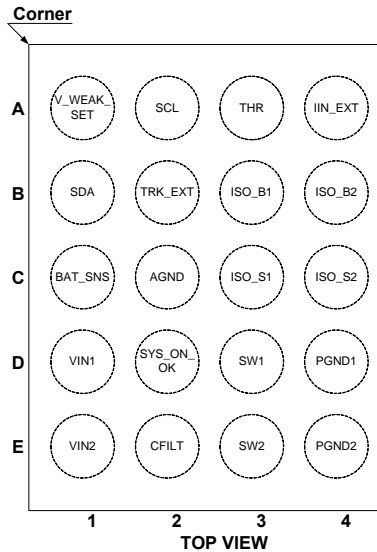 Corner
A
V_WEAK_
SET
SCL
THR
IIN_EXT
B
SDA
TRK_EXT
ISO_B1
ISO_B2
C
BAT_SNS
AGND
ISO_S1
ISO_S2
D
VIN1
SYS_ON_
OK
SW1
PGND1
E
VIN2
CFILT
SW2
PGND2
1
2
3
4
TOP VIEW